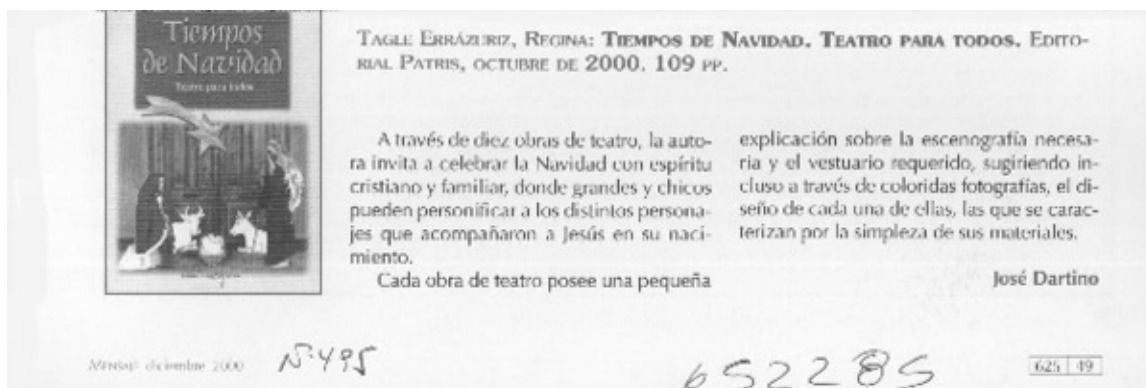 Tiempos
de Navidad
Teatro para todos
TAGLE ERRÁZURIZ, REGINA: TIEMPOS DE NAVIDAD. TEATRO PARA TODOS. EDITO-
RIAL PATRIS, OCTUBRE DE 2000. 109 PP.
A través de diez obras de teatro, la auto-
ra invita a celebrar la Navidad con espíritu
cristiano y familiar, donde grandes y chicos
pueden personificar a los distintos persona-
jes que acompañaron a Jesús en su naci-
miento.
Cada obra de teatro posee una pequeña
explicación sobre la escenografía necesa-
ria y el vestuario requerido, sugiriendo in-
cluso a través de coloridas fotografías, el di-
seño de cada una de ellas, las que se carac-
terizan por la simpleza de sus materiales.
José Dartino
MENSAJE diciembre 2000
Nº 495
652285
625 49